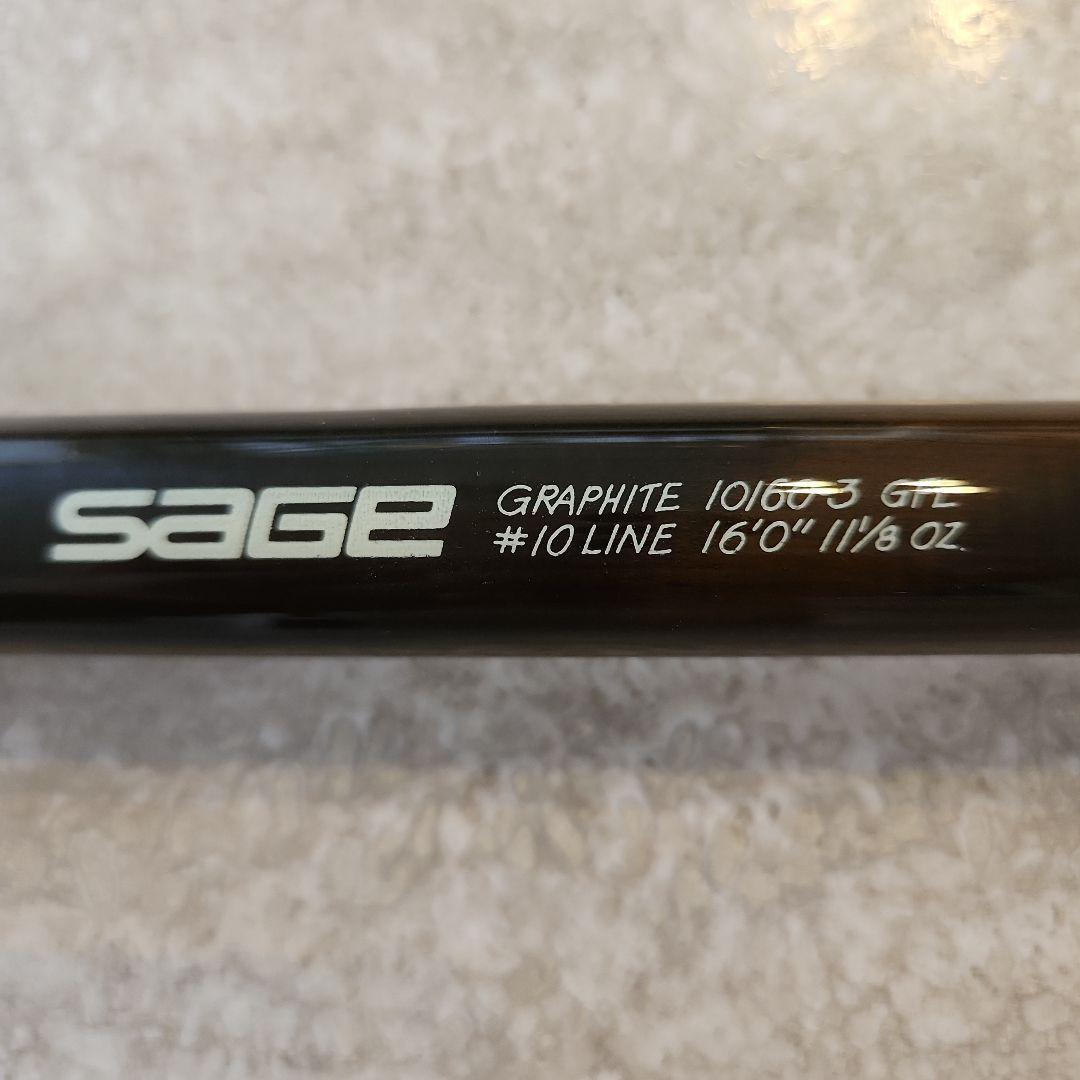 SAGE
GRAPHITE 10160-3 GFL
#10 LINE 16'0" 11 1/8 OZ.